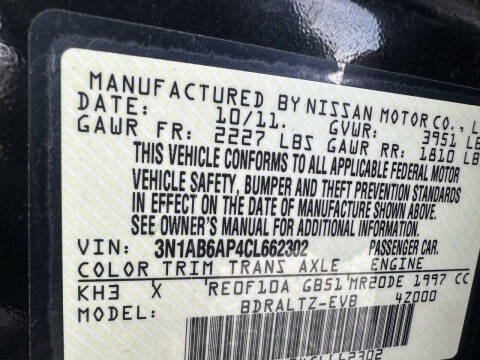 MANUFACTURED BY NISSAN MOTOR CO., L
DATE: 10/11. GVWR: 3951 LB
GAWR FR: 2227 LBS GAWR RR: 1810 LB
THIS VEHICLE CONFORMS TO ALL APPLICABLE FEDERAL MOTOR
VEHICLE SAFETY, BUMPER AND THEFT PREVENTION STANDARDS
IN EFFECT ON THE DATE OF MANUFACTURE SHOWN ABOVE.
SEE OWNER'S MANUAL FOR ADDITIONAL INFORMATION
VIN: 3N1AB6AP4CL662302 PASSENGER CAR.
COLOR TRIM TRANS AXLE ENGINE
KH3 X RE0F10A GB51 MR20DE 1997 CC
MODEL: BDRALTZ-EVB 4Z000